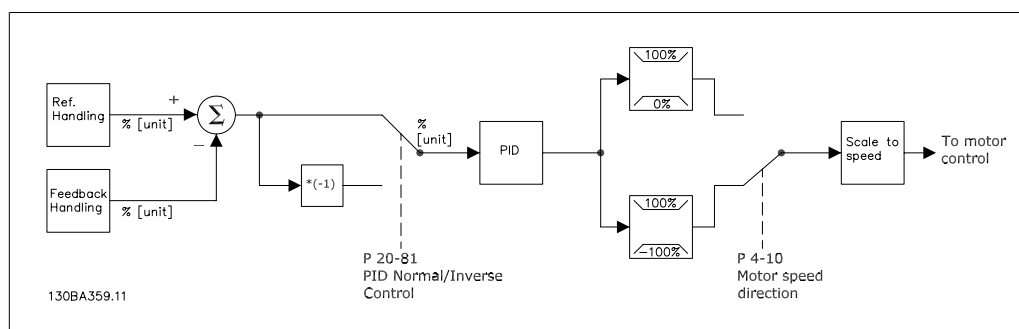 Ref.
Handling
+
% [unit]
Σ
−
Feedback
Handling
% [unit]
*(-1)
%
[unit]
PID
100%
0%
100%
−100%
Scale to
speed
To motor
control
P 20-81
PID Normal/Inverse
Control
P 4-10
Motor speed
direction
130BA359.11